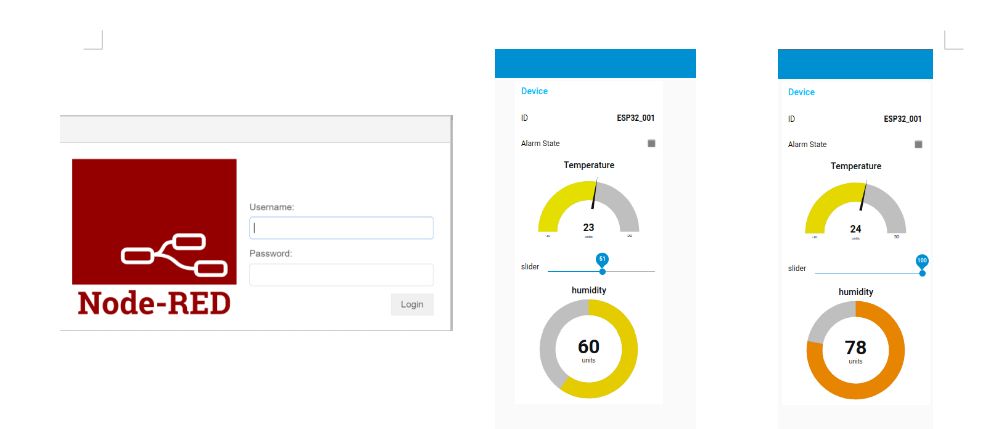 Username:
Password:
Login
Node-RED
Device
ID ESP32_001
Alarm State
Temperature
23
units
slider 51
humidity
60
units
Device
ID ESP32_001
Alarm State
Temperature
24
units
slider 100
humidity
78
units